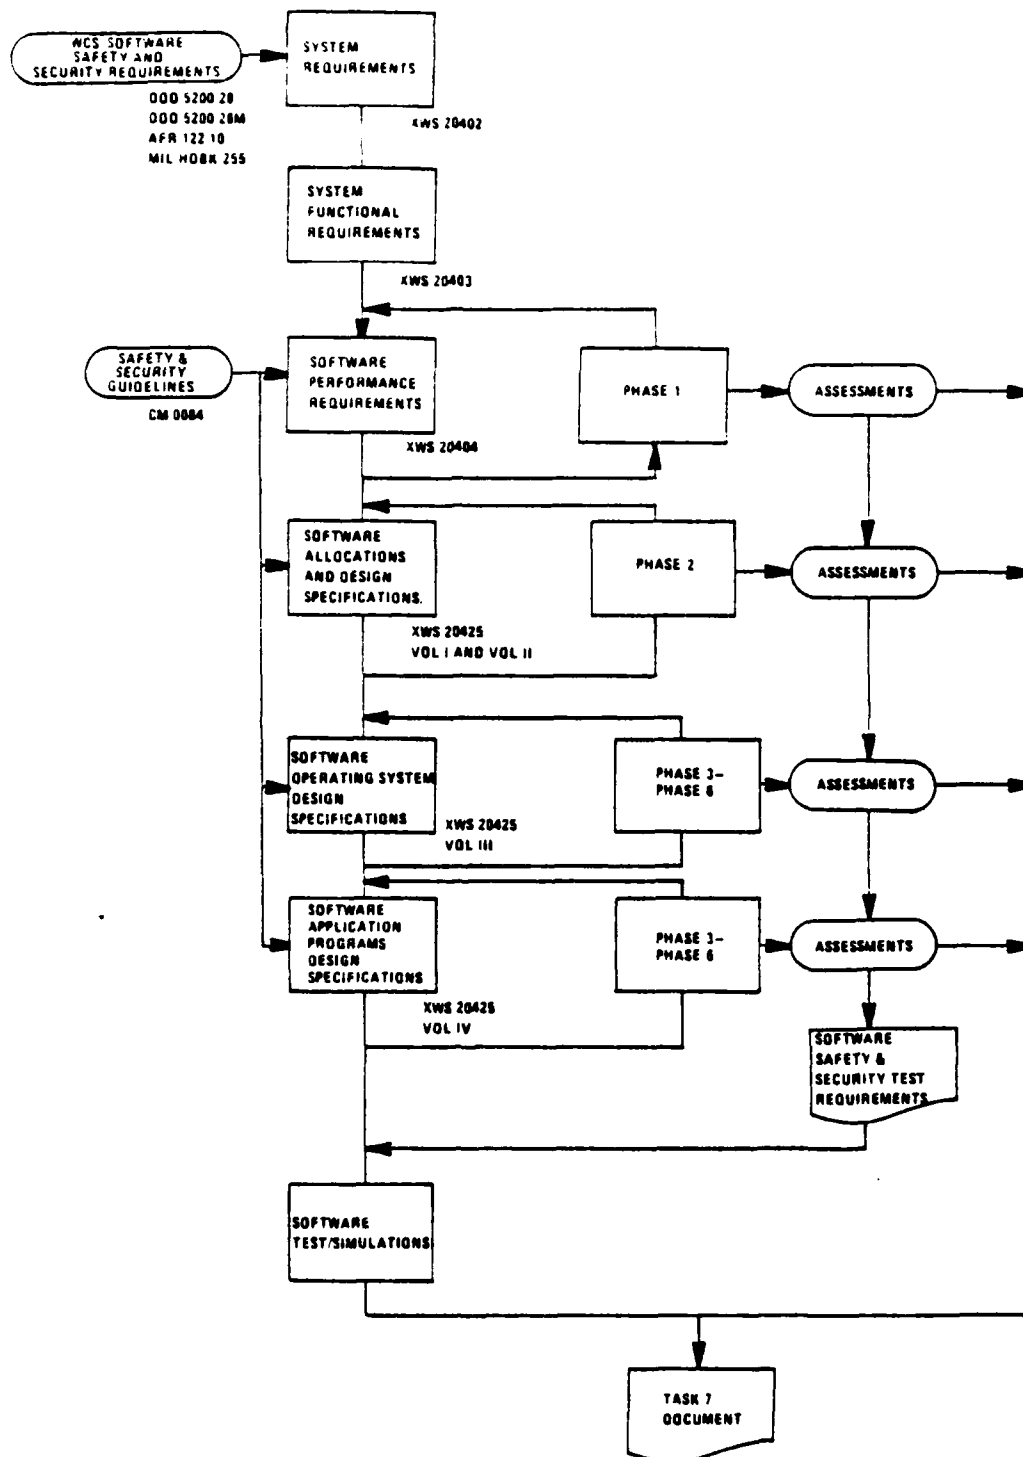 WCS SOFTWARE
SAFETY AND
SECURITY REQUIREMENTS
DOD 5200 28
DOD 5200 28M
AFR 122 10
MIL HDBK 255
SYSTEM
REQUIREMENTS
XWS 20402
SYSTEM
FUNCTIONAL
REQUIREMENTS
XWS 20403
SAFETY &
SECURITY
GUIDELINES
CM 0084
SOFTWARE
PERFORMANCE
REQUIREMENTS
XWS 20404
PHASE 1
ASSESSMENTS
SOFTWARE
ALLOCATIONS
AND DESIGN
SPECIFICATIONS.
XWS 20425
VOL I AND VOL II
PHASE 2
ASSESSMENTS
SOFTWARE
OPERATING SYSTEM
DESIGN
SPECIFICATIONS
XWS 20425
VOL III
PHASE 3–
PHASE 6
ASSESSMENTS
SOFTWARE
APPLICATION
PROGRAMS
DESIGN
SPECIFICATIONS
XWS 20425
VOL IV
PHASE 3–
PHASE 6
ASSESSMENTS
SOFTWARE
SAFETY &
SECURITY TEST
REQUIREMENTS
SOFTWARE
TEST/SIMULATIONS
TASK 7
DOCUMENT